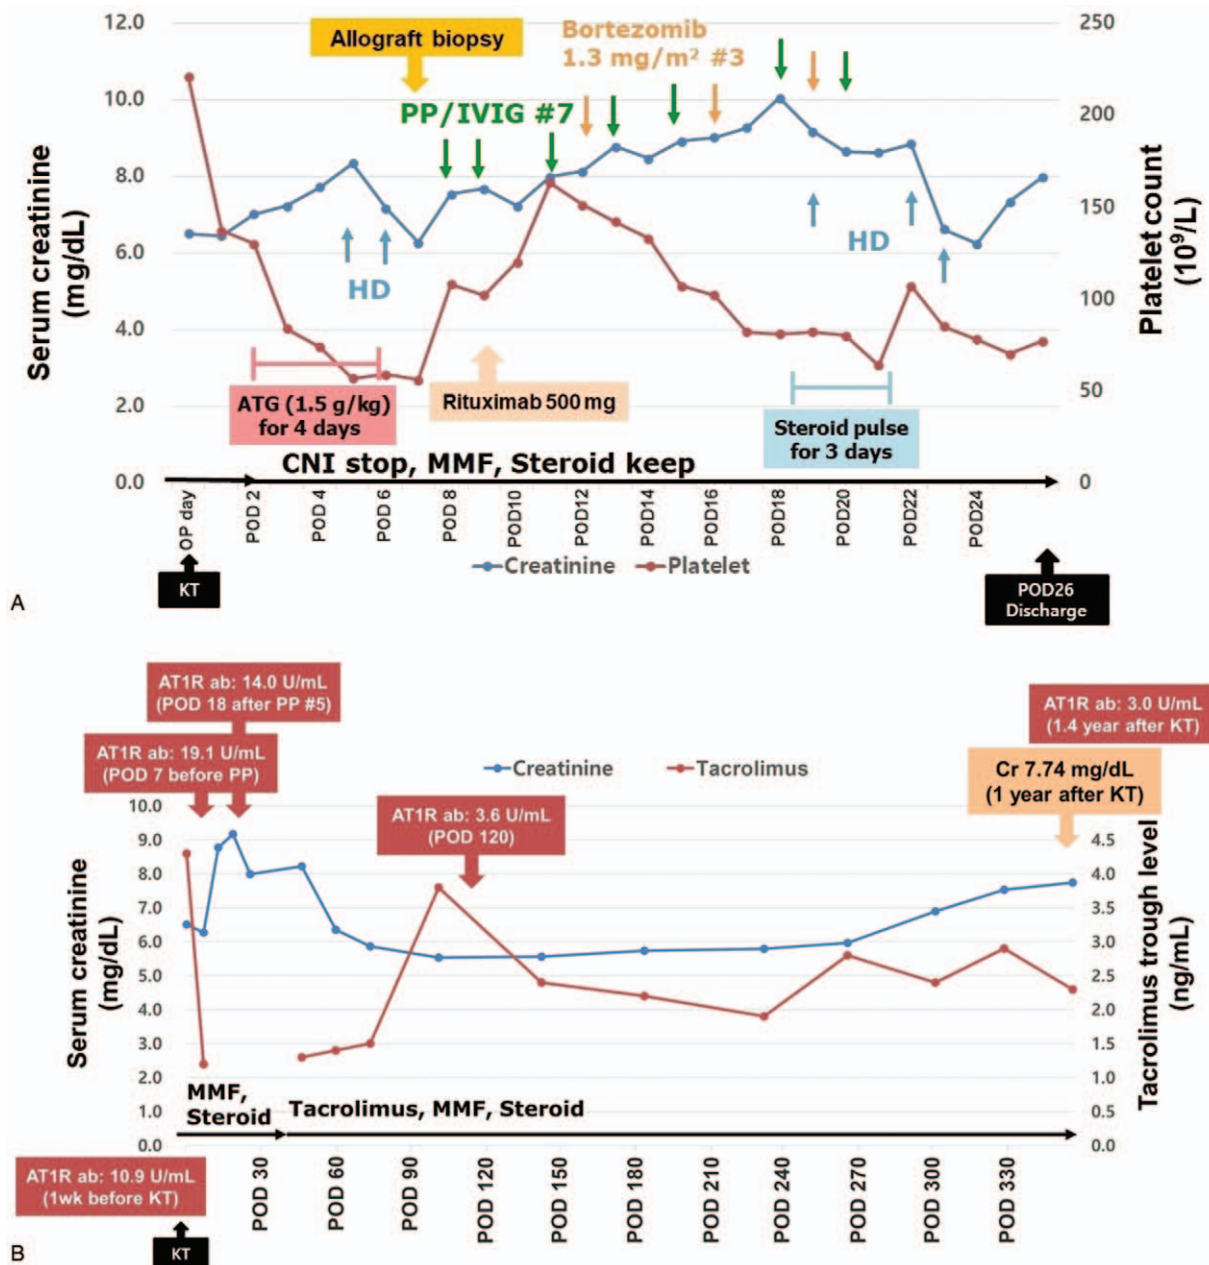 12.0
10.0
8.0
6.0
4.0
2.0
0.0
Serum creatinine
(mg/dL)
250
200
150
100
50
0
Platelet count
(10⁹/L)
Allograft biopsy
Bortezomib
1.3 mg/m² #3
PP/IVIG #7
HD
HD
ATG (1.5 g/kg)
for 4 days
Rituximab 500 mg
Steroid pulse
for 3 days
CNI stop, MMF, Steroid keep
OP day
POD 2
POD 4
POD 6
POD 8
POD10
POD12
POD14
POD16
POD18
POD20
POD22
POD24
Creatinine
Platelet
KT
POD26
Discharge
A
AT1R ab: 14.0 U/mL
(POD 18 after PP #5)
AT1R ab: 19.1 U/mL
(POD 7 before PP)
AT1R ab: 3.0 U/mL
(1.4 year after KT)
Creatinine
Tacrolimus
Cr 7.74 mg/dL
(1 year after KT)
AT1R ab: 3.6 U/mL
(POD 120)
10.0
9.0
8.0
7.0
6.0
5.0
4.0
3.0
2.0
1.0
0.0
Serum creatinine
(mg/dL)
4.5
4.0
3.5
3.0
2.5
2.0
1.5
1.0
0.5
0.0
Tacrolimus trough level
(ng/mL)
MMF,
Steroid
Tacrolimus, MMF, Steroid
POD 30
POD 60
POD 90
POD 120
POD 150
POD 180
POD 210
POD 240
POD 270
POD 300
POD 330
AT1R ab: 10.9 U/mL
(1wk before KT)
KT
B